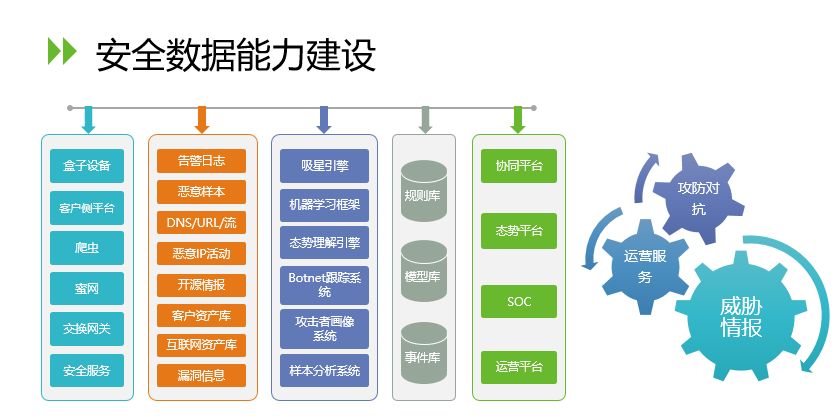 安全数据能力建设
盒子设备
客户侧平台
爬虫
蜜网
交换网关
安全服务
告警日志
恶意样本
DNS/URL/流
恶意IP活动
开源情报
客户资产库
互联网资产库
漏洞信息
吸星引擎
机器学习框架
态势理解引擎
Botnet跟踪系
统
攻击者画像
系统
样本分析系统
规则库
模型库
事件库
协同平台
态势平台
SOC
运营平台
攻防对
抗
运营服
务
威胁
情报